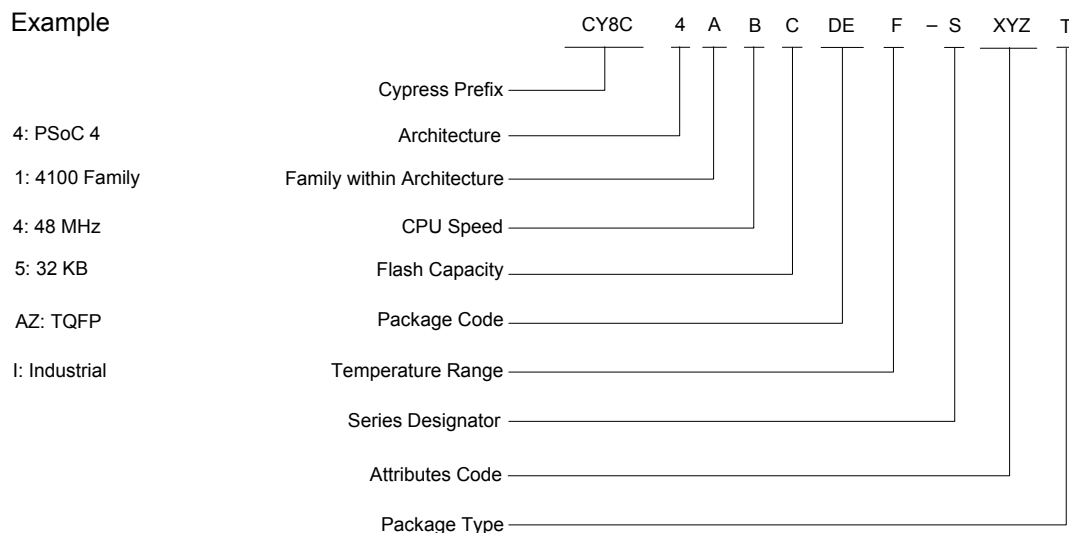 Example
CY8C 4 A B C DE F – S XYZ T
Cypress Prefix
4: PSoC 4 Architecture
1: 4100 Family Family within Architecture
4: 48 MHz CPU Speed
5: 32 KB Flash Capacity
AZ: TQFP Package Code
I: Industrial Temperature Range
Series Designator
Attributes Code
Package Type